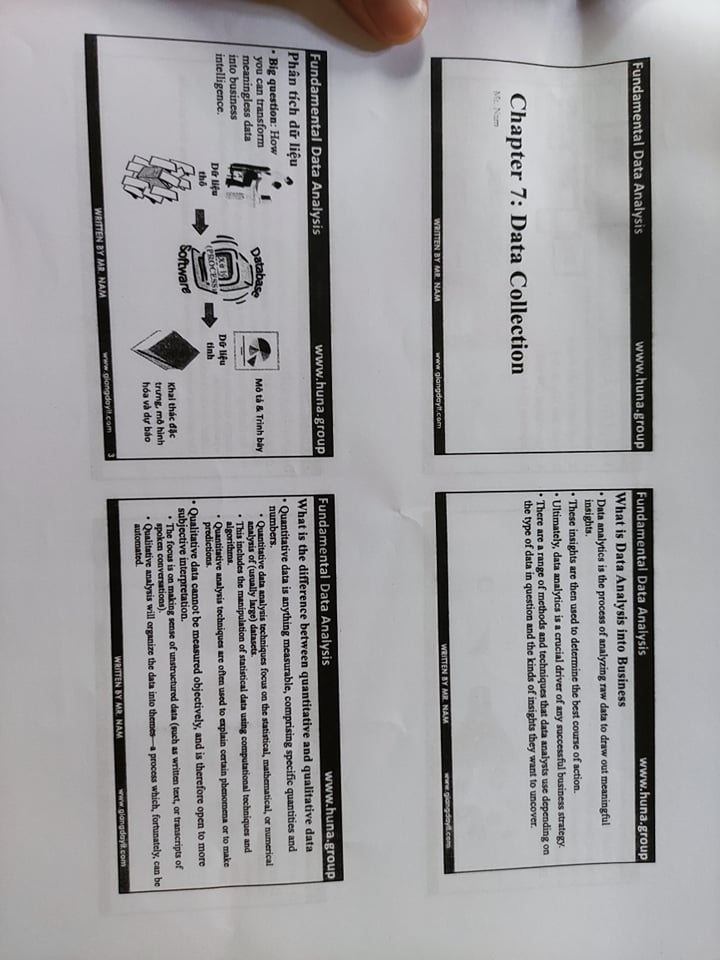 Fundamental Data Analysis
www.huna.group
Chapter 7: Data Collection
Mr. Nam
WRITTEN BY MR. NAM
www.giangdayit.com
Fundamental Data Analysis
www.huna.group
What is Data Analysis into Business
• Data analytics is the process of analyzing raw data to draw out meaningful
insights.
• These insights are then used to determine the best course of action.
• Ultimately, data analytics is a crucial driver of any successful business strategy.
• There are a range of methods and techniques that data analysts use depending on
the type of data in question and the kinds of insights they want to uncover.
WRITTEN BY MR. NAM
www.giangdayit.com
Fundamental Data Analysis
www.huna.group
Phân tích dữ liệu
• Big question: How
you can transform
meaningless data
into business
intelligence.
Dữ liệu
thô
Database
(PROCESS)
Software
Dữ liệu
tinh
Mô tả & Trình bày
Khai thác đặc
trưng, mô hình
hóa và dự báo
WRITTEN BY MR. NAM
www.giangdayit.com
3
Fundamental Data Analysis
www.huna.group
What is the difference between quantitative and qualitative data
• Quantitative data is anything measurable, comprising specific quantities and
numbers.
• Quantitative data analysis techniques focus on the statistical, mathematical, or numerical
analysis of (usually large) datasets.
• This includes the manipulation of statistical data using computational techniques and
algorithms.
• Quantitative analysis techniques are often used to explain certain phenomena or to make
predictions.
• Qualitative data cannot be measured objectively, and is therefore open to more
subjective interpretation.
• The focus is on making sense of unstructured data (such as written text, or transcripts of
spoken conversations).
• Qualitative analysis will organize the data into themes—a process which, fortunately, can be
automated.
WRITTEN BY MR. NAM
www.giangdayit.com